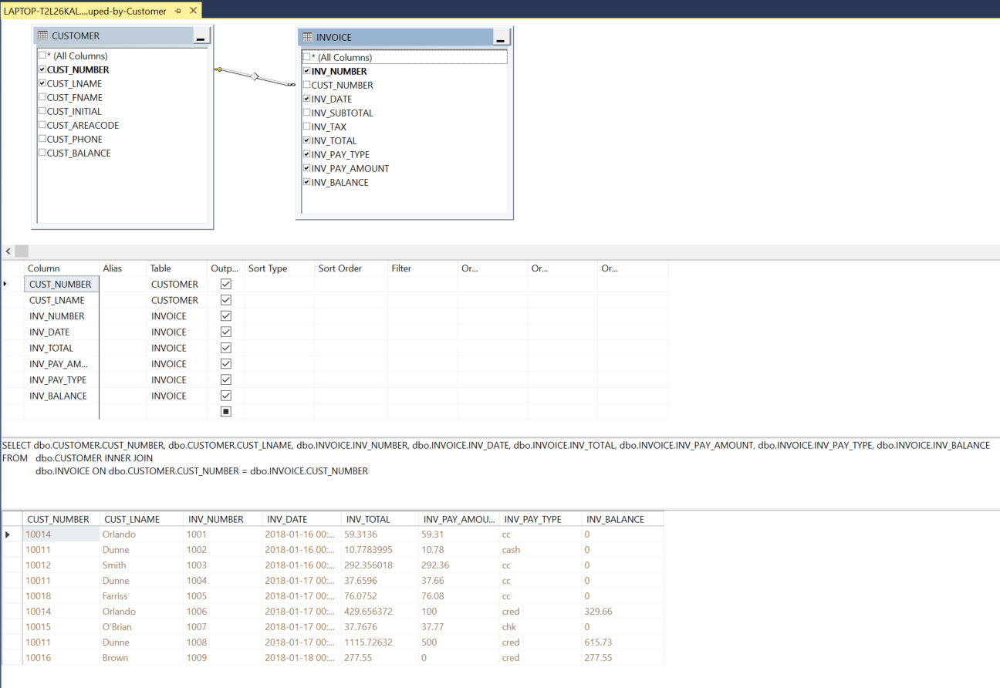 LAPTOP-T2L26KAL....uped-by-Customer
CUSTOMER
* (All Columns)
CUST_NUMBER
CUST_LNAME
CUST_FNAME
CUST_INITIAL
CUST_AREACODE
CUST_PHONE
CUST_BALANCE
INVOICE
* (All Columns)
INV_NUMBER
CUST_NUMBER
INV_DATE
INV_SUBTOTAL
INV_TAX
INV_TOTAL
INV_PAY_TYPE
INV_PAY_AMOUNT
INV_BALANCE
Column Alias Table Outp... Sort Type Sort Order Filter Or... Or... Or...
CUST_NUMBER CUSTOMER
CUST_LNAME CUSTOMER
INV_NUMBER INVOICE
INV_DATE INVOICE
INV_TOTAL INVOICE
INV_PAY_AM... INVOICE
INV_PAY_TYPE INVOICE
INV_BALANCE INVOICE
SELECT dbo.CUSTOMER.CUST_NUMBER, dbo.CUSTOMER.CUST_LNAME, dbo.INVOICE.INV_NUMBER, dbo.INVOICE.INV_DATE, dbo.INVOICE.INV_TOTAL, dbo.INVOICE.INV_PAY_AMOUNT, dbo.INVOICE.INV_PAY_TYPE, dbo.INVOICE.INV_BALANCE
FROM dbo.CUSTOMER INNER JOIN
dbo.INVOICE ON dbo.CUSTOMER.CUST_NUMBER = dbo.INVOICE.CUST_NUMBER
CUST_NUMBER CUST_LNAME INV_NUMBER INV_DATE INV_TOTAL INV_PAY_AMOU... INV_PAY_TYPE INV_BALANCE
10014 Orlando 1001 2018-01-16 00:... 59.3136 59.31 cc 0
10011 Dunne 1002 2018-01-16 00:... 10.7783995 10.78 cash 0
10012 Smith 1003 2018-01-16 00:... 292.356018 292.36 cc 0
10011 Dunne 1004 2018-01-17 00:... 37.6596 37.66 cc 0
10018 Farriss 1005 2018-01-17 00:... 76.0752 76.08 cc 0
10014 Orlando 1006 2018-01-17 00:... 429.656372 100 cred 329.66
10015 O'Brian 1007 2018-01-17 00:... 37.7676 37.77 chk 0
10011 Dunne 1008 2018-01-17 00:... 1115.72632 500 cred 615.73
10016 Brown 1009 2018-01-18 00:... 277.55 0 cred 277.55